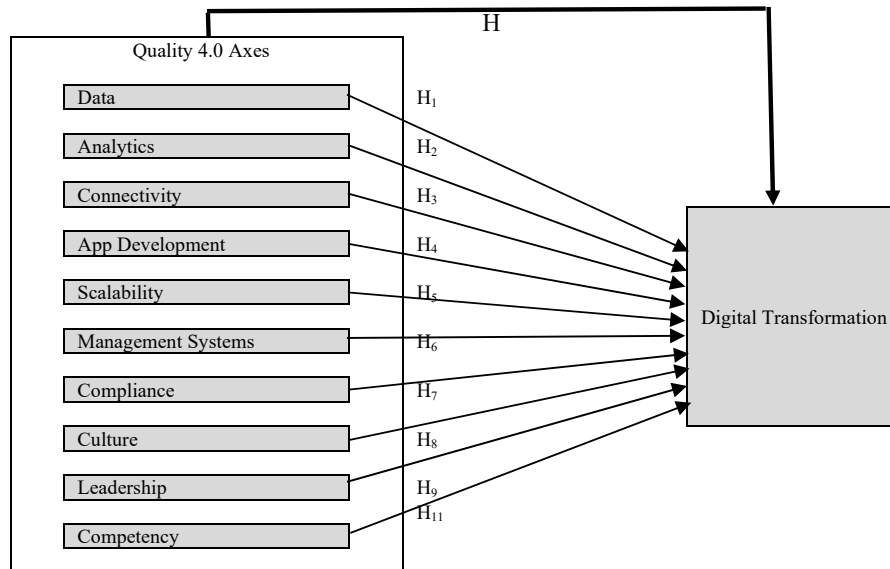 H
Quality 4.0 Axes
Data H₁
Analytics H₂
Connectivity H₃
App Development H₄
Scalability H₅
Management Systems H₆
Compliance H₇
Culture H₈
Leadership H₉
H₁₁
Competency
Digital Transformation